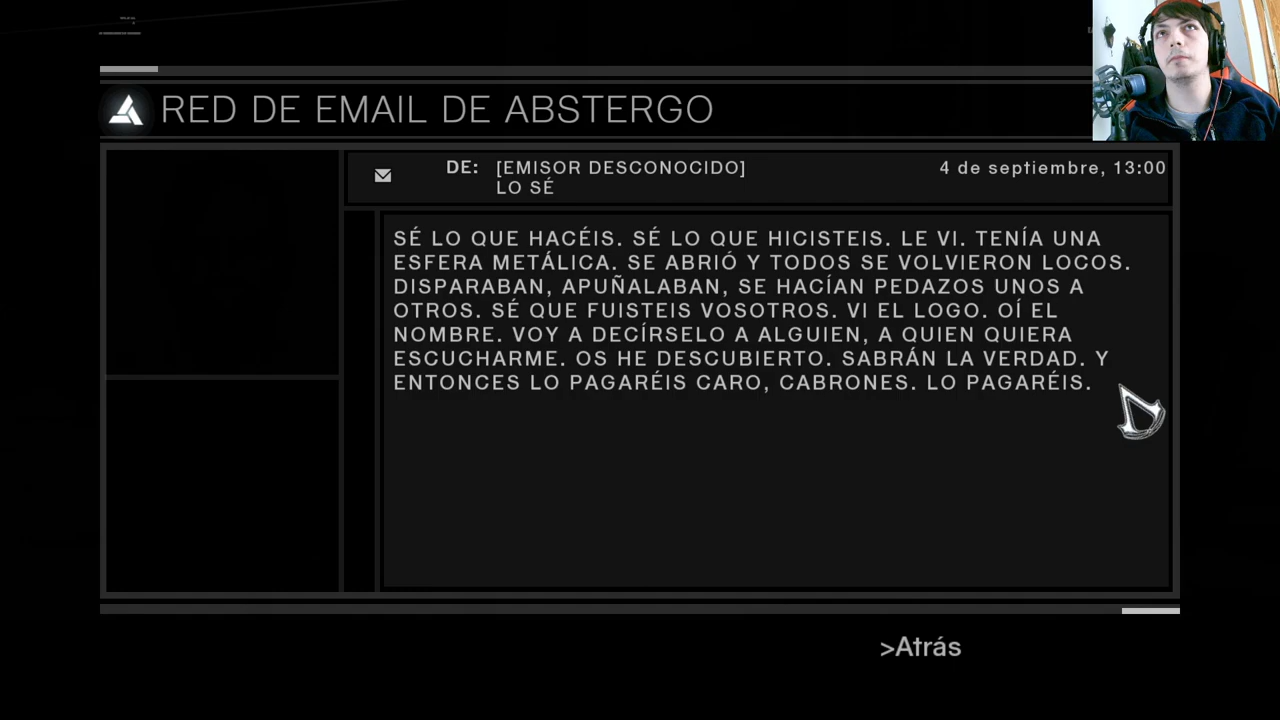 RED DE EMAIL DE ABSTERGO
DE: [EMISOR DESCONOCIDO] 4 de septiembre, 13:00
LO SÉ
SÉ LO QUE HACÉIS. SÉ LO QUE HICISTEIS. LE VI. TENÍA UNA
ESFERA METÁLICA. SE ABRIÓ Y TODOS SE VOLVIERON LOCOS.
DISPARABAN, APUÑALABAN, SE HACÍAN PEDAZOS UNOS A
OTROS. SÉ QUE FUISTEIS VOSOTROS. VI EL LOGO. OÍ EL
NOMBRE. VOY A DECÍRSELO A ALGUIEN, A QUIEN QUIERA
ESCUCHARME. OS HE DESCUBIERTO. SABRÁN LA VERDAD. Y
ENTONCES LO PAGARÉIS CARO, CABRONES. LO PAGARÉIS.
>Atrás